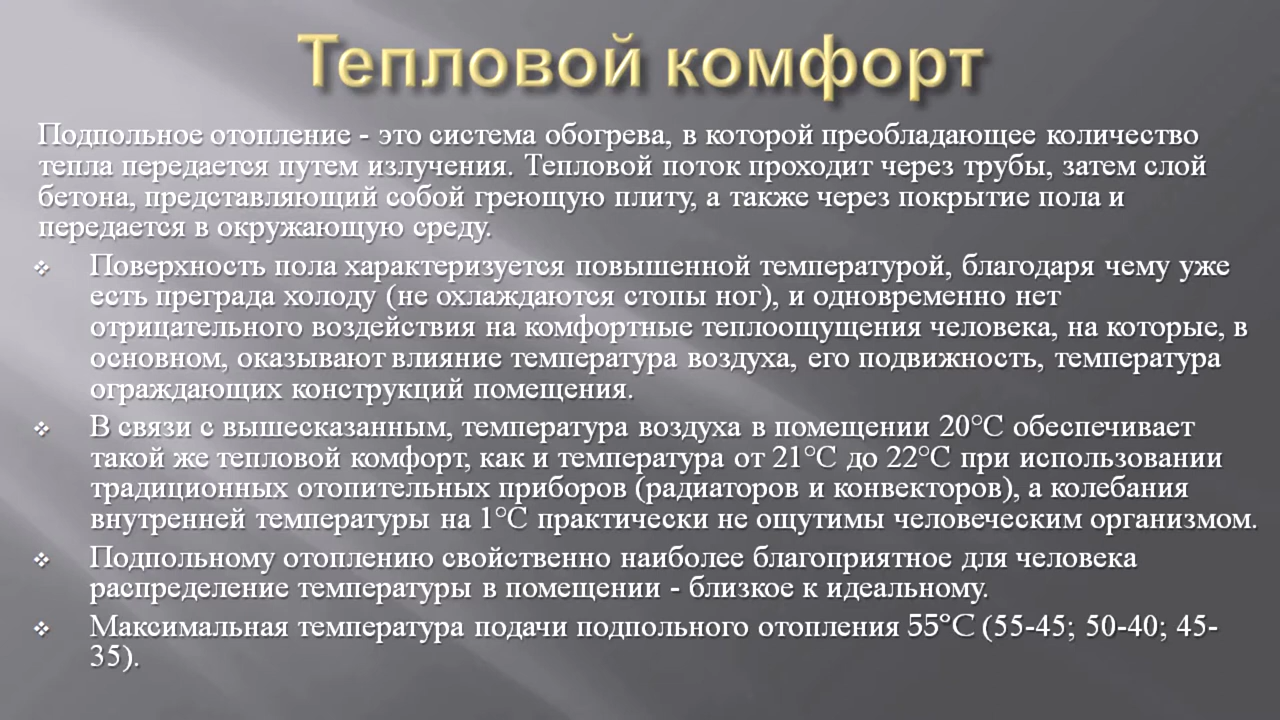 Тепловой комфорт
Подпольное отопление - это система обогрева, в которой преобладающее количество
тепла передается путем излучения. Тепловой поток проходит через трубы, затем слой
бетона, представляющий собой греющую плиту, а также через покрытие пола и
передается в окружающую среду.
❖ Поверхность пола характеризуется повышенной температурой, благодаря чему уже
есть преграда холоду (не охлаждаются стопы ног), и одновременно нет
отрицательного воздействия на комфортные теплоощущения человека, на которые, в
основном, оказывают влияние температура воздуха, его подвижность, температура
ограждающих конструкций помещения.
❖ В связи с вышесказанным, температура воздуха в помещении 20°С обеспечивает
такой же тепловой комфорт, как и температура от 21°С до 22°С при использовании
традиционных отопительных приборов (радиаторов и конвекторов), а колебания
внутренней температуры на 1°С практически не ощутимы человеческим организмом.
❖ Подпольному отоплению свойственно наиболее благоприятное для человека
распределение температуры в помещении - близкое к идеальному.
❖ Максимальная температура подачи подпольного отопления 55°С (55-45; 50-40; 45-
35).